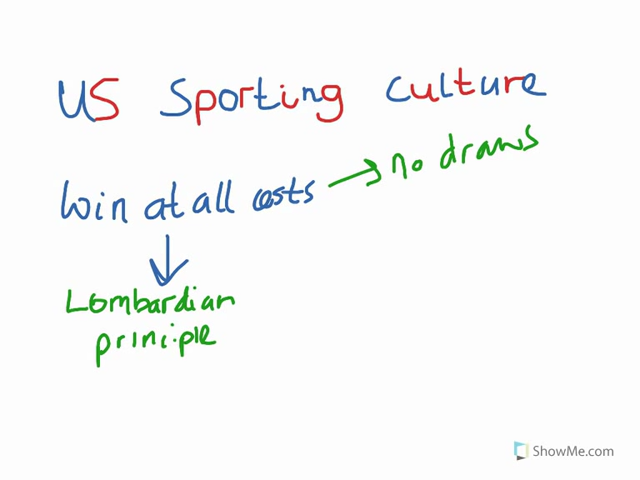 US Sporting Culture
Win at all costs → no draws
Lombardian
principle
ShowMe.com